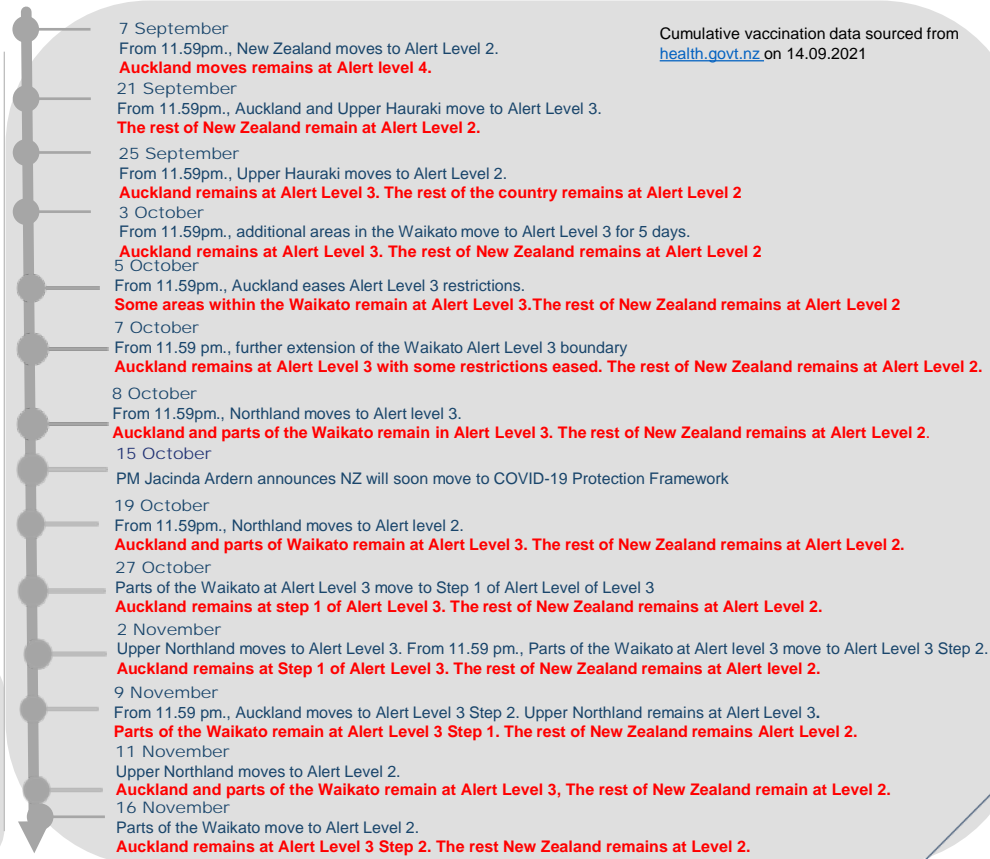 7 September
From 11.59pm., New Zealand moves to Alert Level 2.
Auckland moves remains at Alert level 4.
Cumulative vaccination data sourced from
health.govt.nz on 14.09.2021
21 September
From 11.59pm., Auckland and Upper Hauraki move to Alert Level 3.
The rest of New Zealand remain at Alert Level 2.
25 September
From 11.59pm., Upper Hauraki moves to Alert Level 2.
Auckland remains at Alert Level 3. The rest of the country remains at Alert Level 2
3 October
From 11.59pm., additional areas in the Waikato move to Alert Level 3 for 5 days.
Auckland remains at Alert Level 3. The rest of New Zealand remains at Alert Level 2
5 October
From 11.59pm., Auckland eases Alert Level 3 restrictions.
Some areas within the Waikato remain at Alert Level 3.The rest of New Zealand remains at Alert Level 2
7 October
From 11.59 pm., further extension of the Waikato Alert Level 3 boundary
Auckland remains at Alert Level 3 with some restrictions eased. The rest of New Zealand remains at Alert Level 2.
8 October
From 11.59pm., Northland moves to Alert level 3.
Auckland and parts of the Waikato remain in Alert Level 3. The rest of New Zealand remains at Alert Level 2.
15 October
PM Jacinda Ardern announces NZ will soon move to COVID-19 Protection Framework
19 October
From 11.59pm., Northland moves to Alert level 2.
Auckland and parts of Waikato remain at Alert Level 3. The rest of New Zealand remains at Alert Level 2.
27 October
Parts of the Waikato at Alert Level 3 move to Step 1 of Alert Level of Level 3
Auckland remains at step 1 of Alert Level 3. The rest of New Zealand remains at Alert Level 2.
2 November
Upper Northland moves to Alert Level 3. From 11.59 pm., Parts of the Waikato at Alert level 3 move to Alert Level 3 Step 2.
Auckland remains at Step 1 of Alert Level 3. The rest of New Zealand remains at Alert level 2.
9 November
From 11.59 pm., Auckland moves to Alert Level 3 Step 2. Upper Northland remains at Alert Level 3.
Parts of the Waikato remain at Alert Level 3 Step 1. The rest of New Zealand remains Alert Level 2.
11 November
Upper Northland moves to Alert Level 2.
Auckland and parts of the Waikato remain at Alert Level 3, The rest of New Zealand remain at Level 2.
16 November
Parts of the Waikato move to Alert Level 2.
Auckland remains at Alert Level 3 Step 2. The rest New Zealand remains at Level 2.